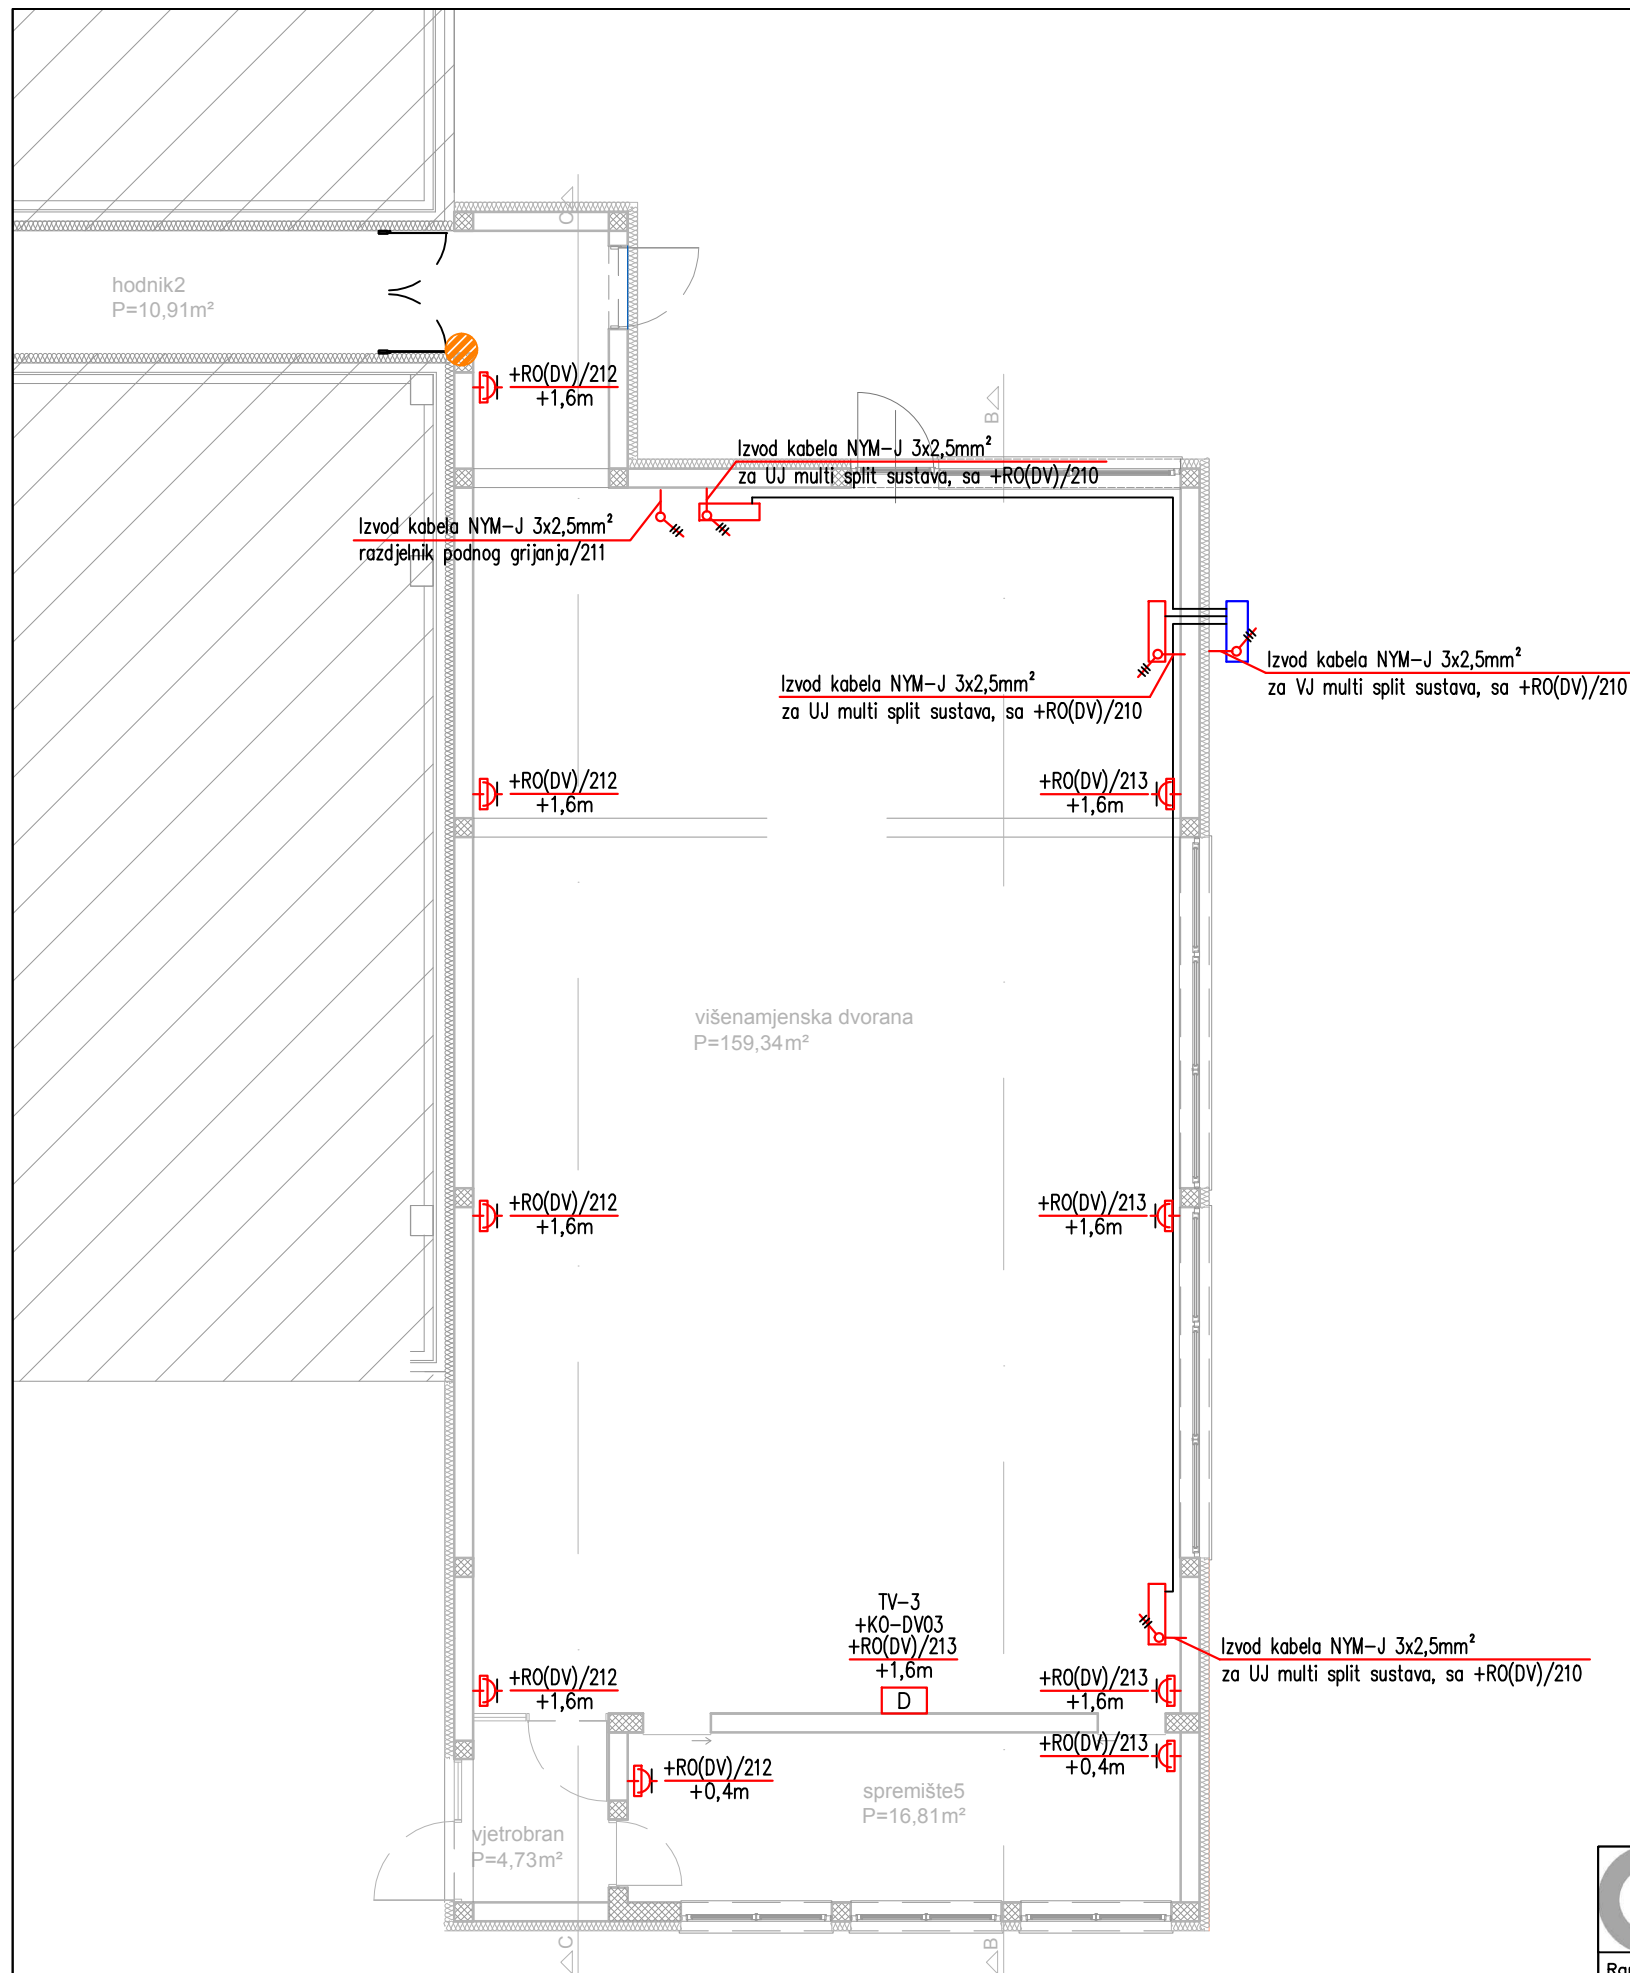 C
hodnik2
P=10,91m²
+RO(DV)/212
+1,6m
B
Izvod kabela NYM-J 3x2,5mm²
za UJ multi split sustava, sa +RO(DV)/210
Izvod kabela NYM-J 3x2,5mm²
razdjelnik podnog grijanja/211
Izvod kabela NYM-J 3x2,5mm²
za VJ multi split sustava, sa +RO(DV)/210
Izvod kabela NYM-J 3x2,5mm²
za UJ multi split sustava, sa +RO(DV)/210
+RO(DV)/212
+1,6m
+RO(DV)/213
+1,6m
višenamjenska dvorana
P=159,34m²
+RO(DV)/212
+1,6m
+RO(DV)/213
+1,6m
TV-3
+KO-DV03
+RO(DV)/213
+1,6m
D
Izvod kabela NYM-J 3x2,5mm²
za UJ multi split sustava, sa +RO(DV)/210
+RO(DV)/212
+1,6m
+RO(DV)/213
+1,6m
+RO(DV)/213
+0,4m
+RO(DV)/212
+0,4m
spremište5
P=16,81m²
vjetrobran
P=4,73m²
C
B